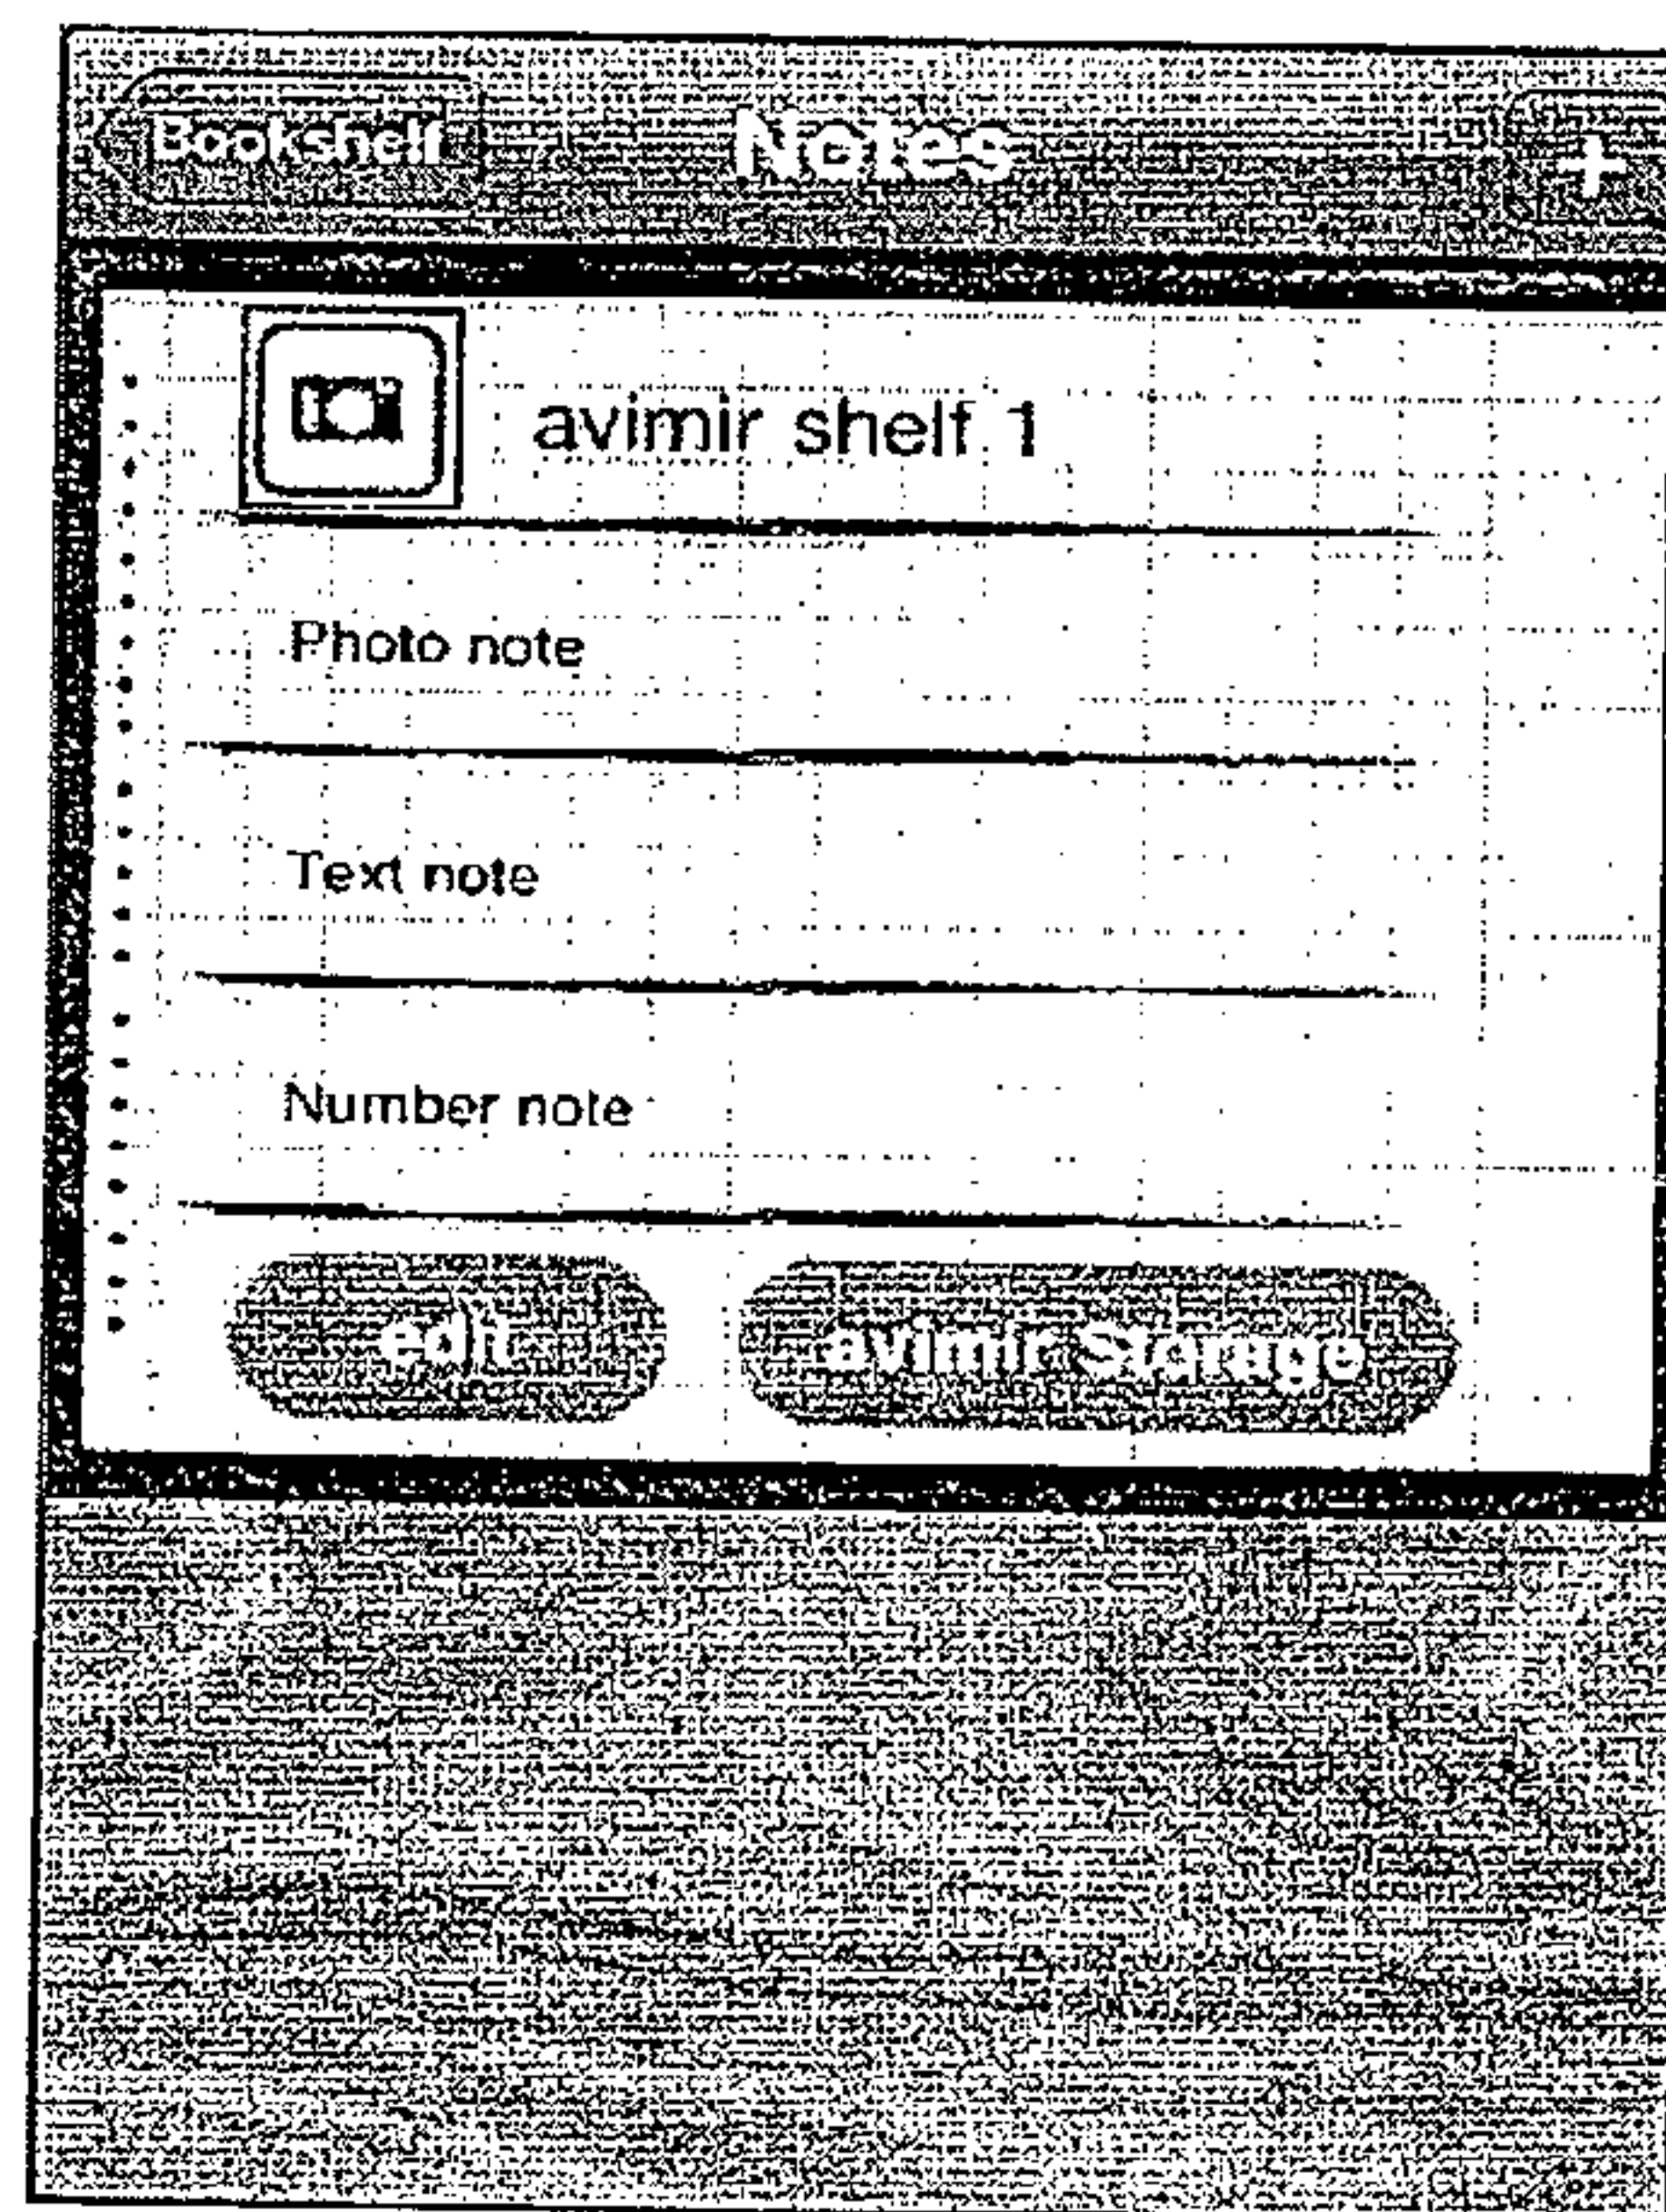 Bookshelf Notes +
avimir shelf 1
Photo note
Text note
Number note
edit avimir Storage